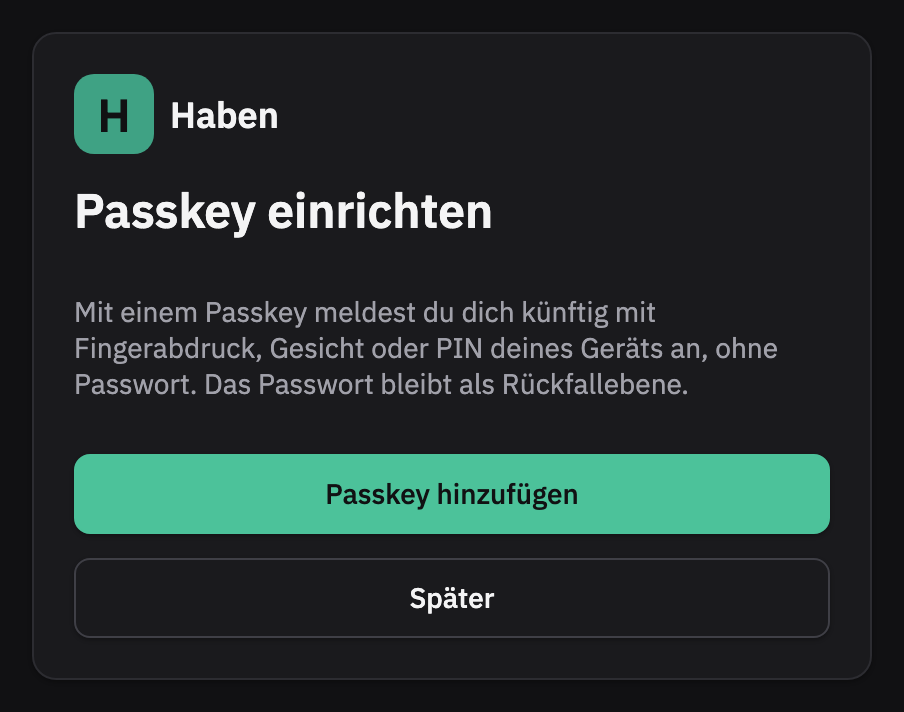 H
Haben
Passkey einrichten
Mit einem Passkey meldest du dich künftig mit
Fingerabdruck, Gesicht oder PIN deines Geräts an, ohne
Passwort. Das Passwort bleibt als Rückfallebene.
Passkey hinzufügen
Später